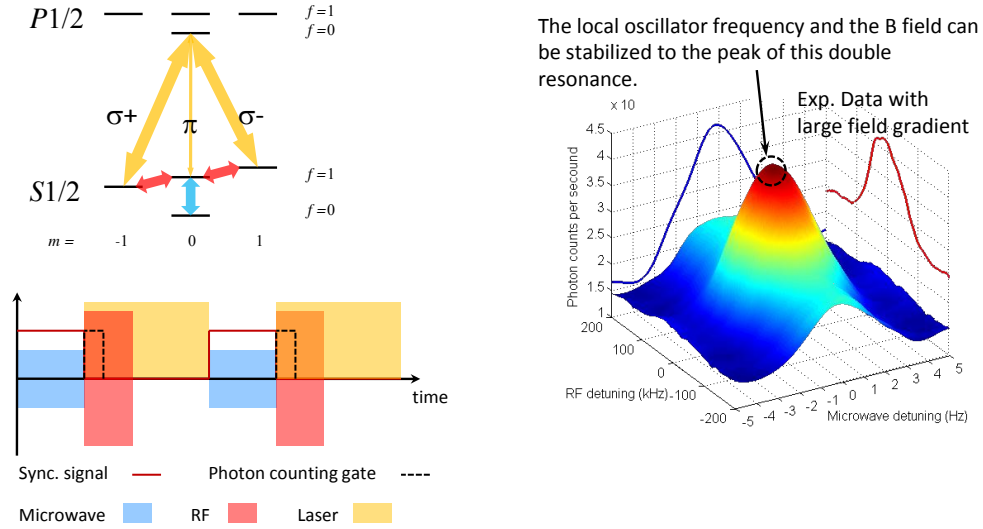 P1/2
f=1
f=0
σ+
π
σ-
S1/2
f=1
f=0
m =
-1
0
1
time
Sync. signal
Photon counting gate
Microwave
RF
Laser
The local oscillator frequency and the B field can
be stabilized to the peak of this double
resonance.
Exp. Data with
large field gradient
x 10
4.5
4
3.5
3
2.5
2
1.5
1
Photon counts per secound
200
100
0
-100
-200
RF detuning (kHz)
-5
-4
-3
-2
-1
0
1
2
3
4
5
Microwave detuning (Hz)